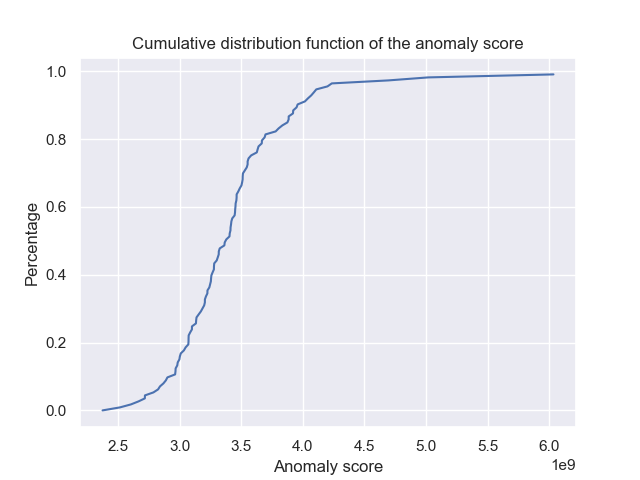 Cumulative distribution function of the anomaly score
1.0
0.8
0.6
0.4
0.2
0.0
Percentage
2.5 3.0 3.5 4.0 4.5 5.0 5.5 6.0
1e9
Anomaly score